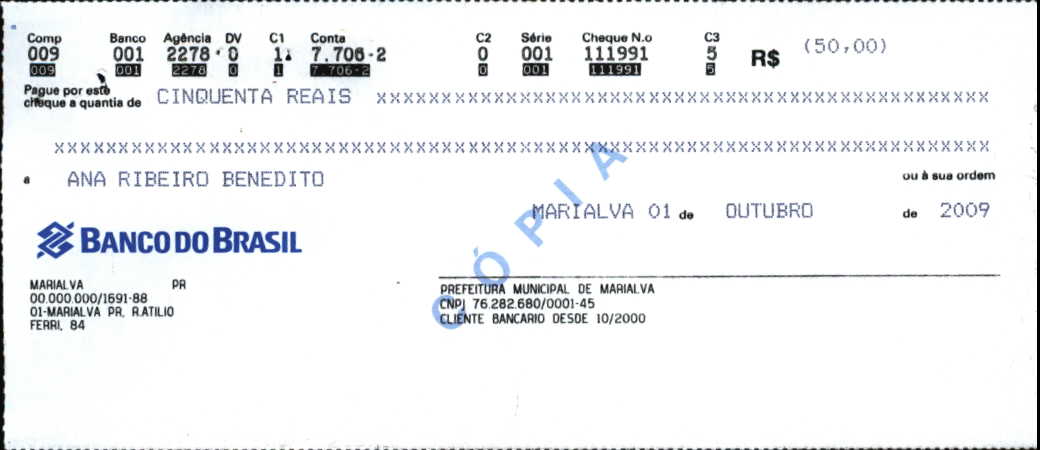 Comp Banco Agência DV C1 Conta C2 Série Cheque N.o C3
009 001 2278 0 1 7.706-2 0 001 111991 5 R$ (50,00)
009 001 2278 0 1 7.706-2 0 001 111991 5
Pague por este
cheque a quantia de CINQUENTA REAIS XXXXXXXXXXXXXXXXXXXXXXXXXXXXXXXXXXXXXXXXXXXXXXX
XXXXXXXXXXXXXXXXXXXXXXXXXXXXXXXXXXXXXXXXXXXXXXXXXXXXXXXXXXXXXXXXXXXXXXXX
a ANA RIBEIRO BENEDITO ou à sua ordem
MARIALVA 01 de OUTUBRO de 2009
BANCO DO BRASIL
CÓPIA
MARIALVA PR
00.000.000/1691-88
01-MARIALVA PR. R.ATILIO
FERRI, 84
PREFEITURA MUNICIPAL DE MARIALVA
CNPJ 76.282.680/0001-45
CLIENTE BANCARIO DESDE 10/2000